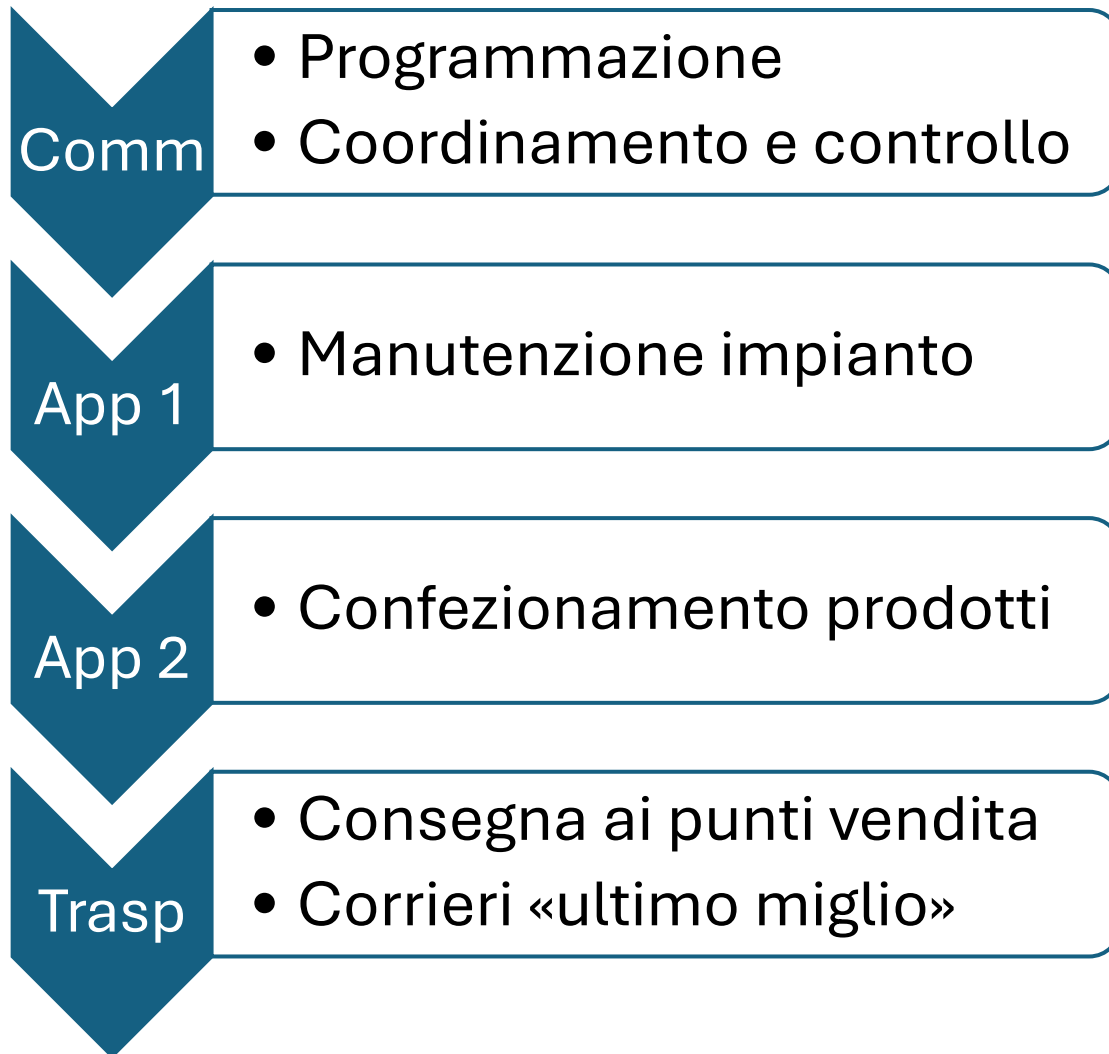 Comm
• Programmazione
• Coordinamento e controllo
App 1
• Manutenzione impianto
App 2
• Confezionamento prodotti
Trasp
• Consegna ai punti vendita
• Corrieri «ultimo miglio»